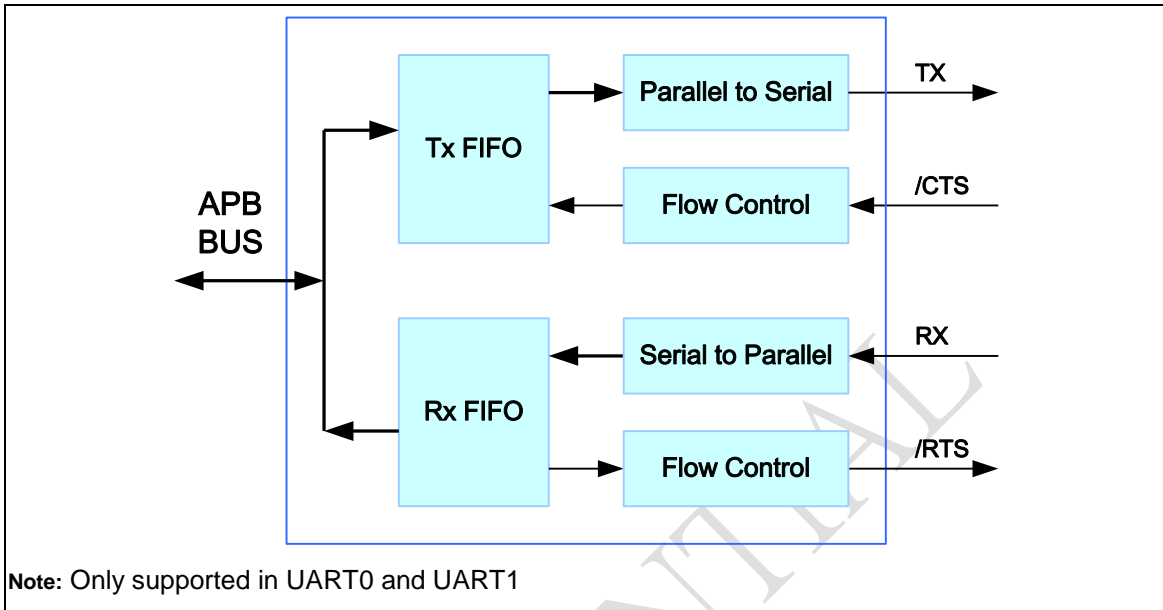 Parallel to Serial
TX
Tx FIFO
Flow Control
/CTS
APB
BUS
Serial to Parallel
RX
Rx FIFO
Flow Control
/RTS
Note: Only supported in UART0 and UART1